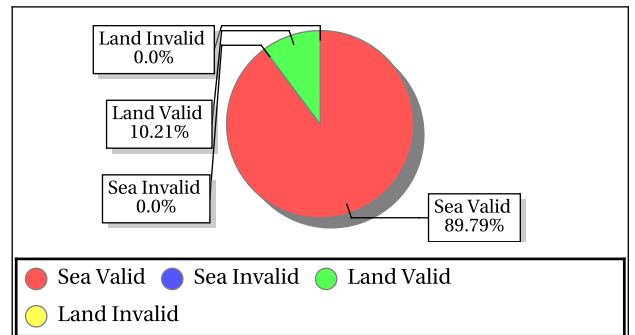 Land Invalid
0.0%
Land Valid
10.21%
Sea Invalid
0.0%
Sea Valid
89.79%
Sea Valid Sea Invalid Land Valid
Land Invalid